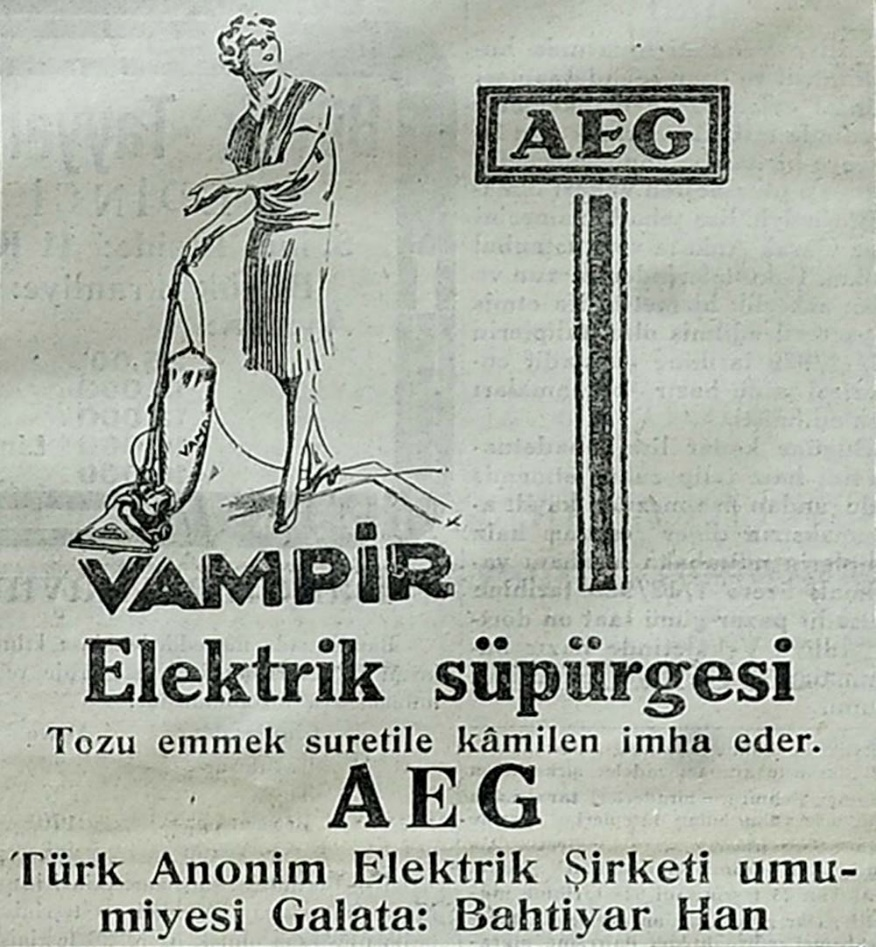 AEG
VAMP
VAMPİR
Elektrik süpürgesi
Tozu emmek suretile kâmilen imha eder.
AEG
Türk Anonim Elektrik Şirketi umu-
miyesi Galata: Bahtiyar Han